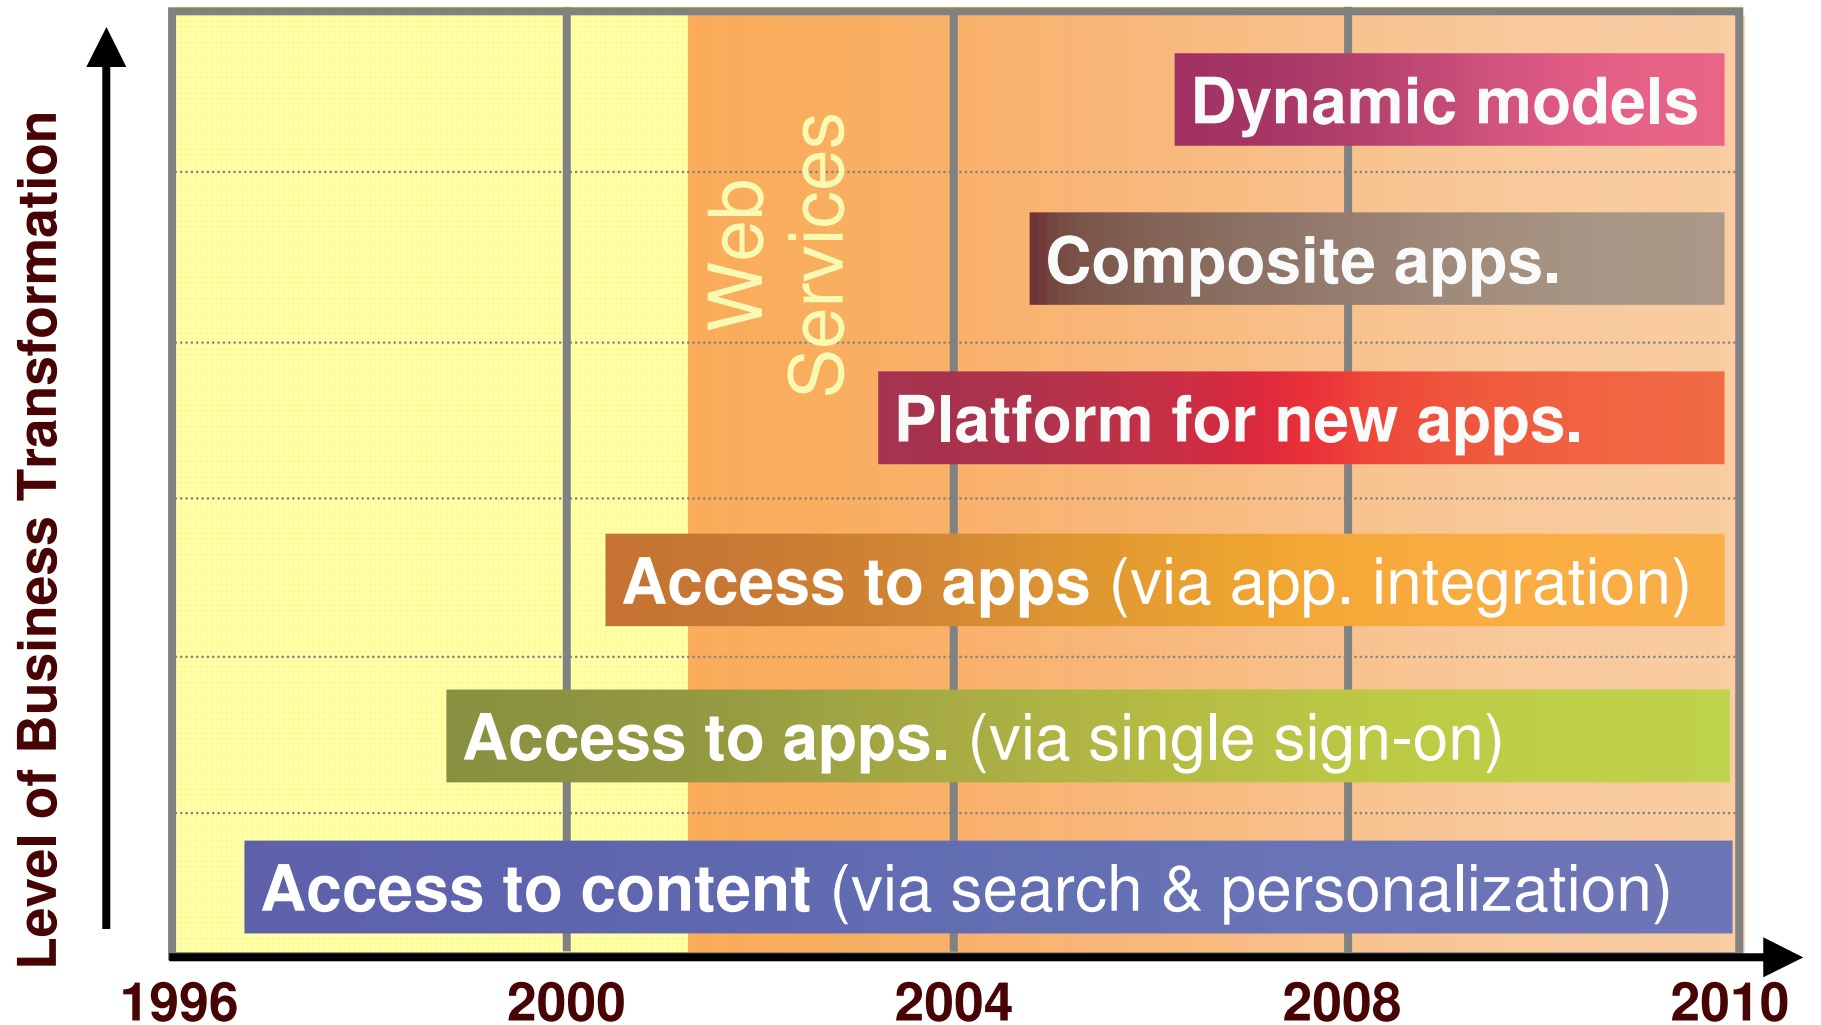 Level of Business Transformation
Web
Services
Dynamic models
Composite apps.
Platform for new apps.
Access to apps (via app. integration)
Access to apps. (via single sign-on)
Access to content (via search & personalization)
1996 2000 2004 2008 2010